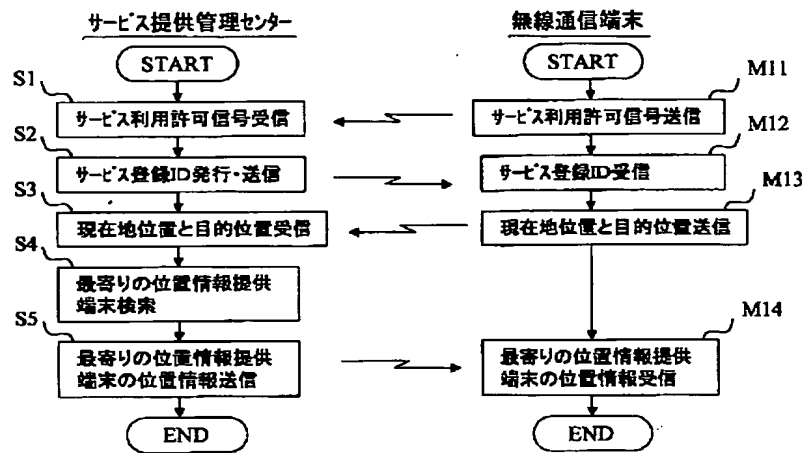 サービス提供管理センター
START
S1
サービス利用許可信号受信
S2
サービス登録ID発行・送信
S3
現在地位置と目的位置受信
S4
最寄りの位置情報提供
端末検索
S5
最寄りの位置情報提供
端末の位置情報送信
END
無線通信端末
START
M11
サービス利用許可信号送信
M12
サービス登録ID受信
M13
現在地位置と目的位置送信
M14
最寄りの位置情報提供
端末の位置情報受信
END